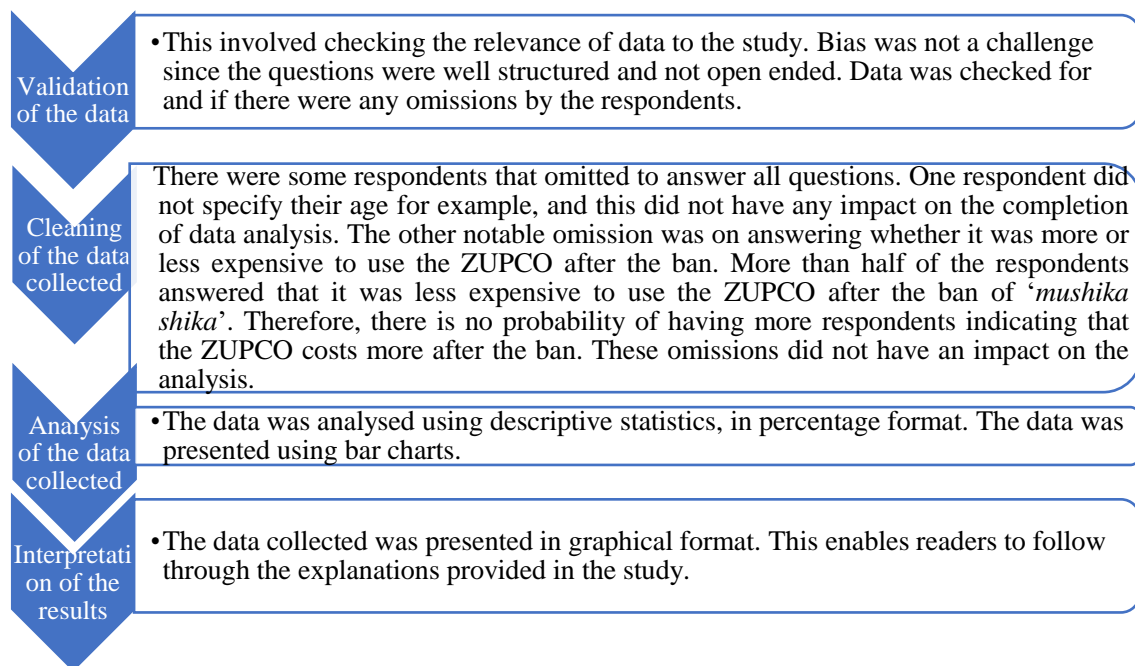 Validation
of the data
•This involved checking the relevance of data to the study. Bias was not a challenge
since the questions were well structured and not open ended. Data was checked for
and if there were any omissions by the respondents.
Cleaning
of the data
collected
There were some respondents that omitted to answer all questions. One respondent did
not specify their age for example, and this did not have any impact on the completion
of data analysis. The other notable omission was on answering whether it was more or
less expensive to use the ZUPCO after the ban. More than half of the respondents
answered that it was less expensive to use the ZUPCO after the ban of ‘mushika
shika’. Therefore, there is no probability of having more respondents indicating that
the ZUPCO costs more after the ban. These omissions did not have an impact on the
analysis.
Analysis
of the data
collected
•The data was analysed using descriptive statistics, in percentage format. The data was
presented using bar charts.
Interpretati
on of the
results
•The data collected was presented in graphical format. This enables readers to follow
through the explanations provided in the study.